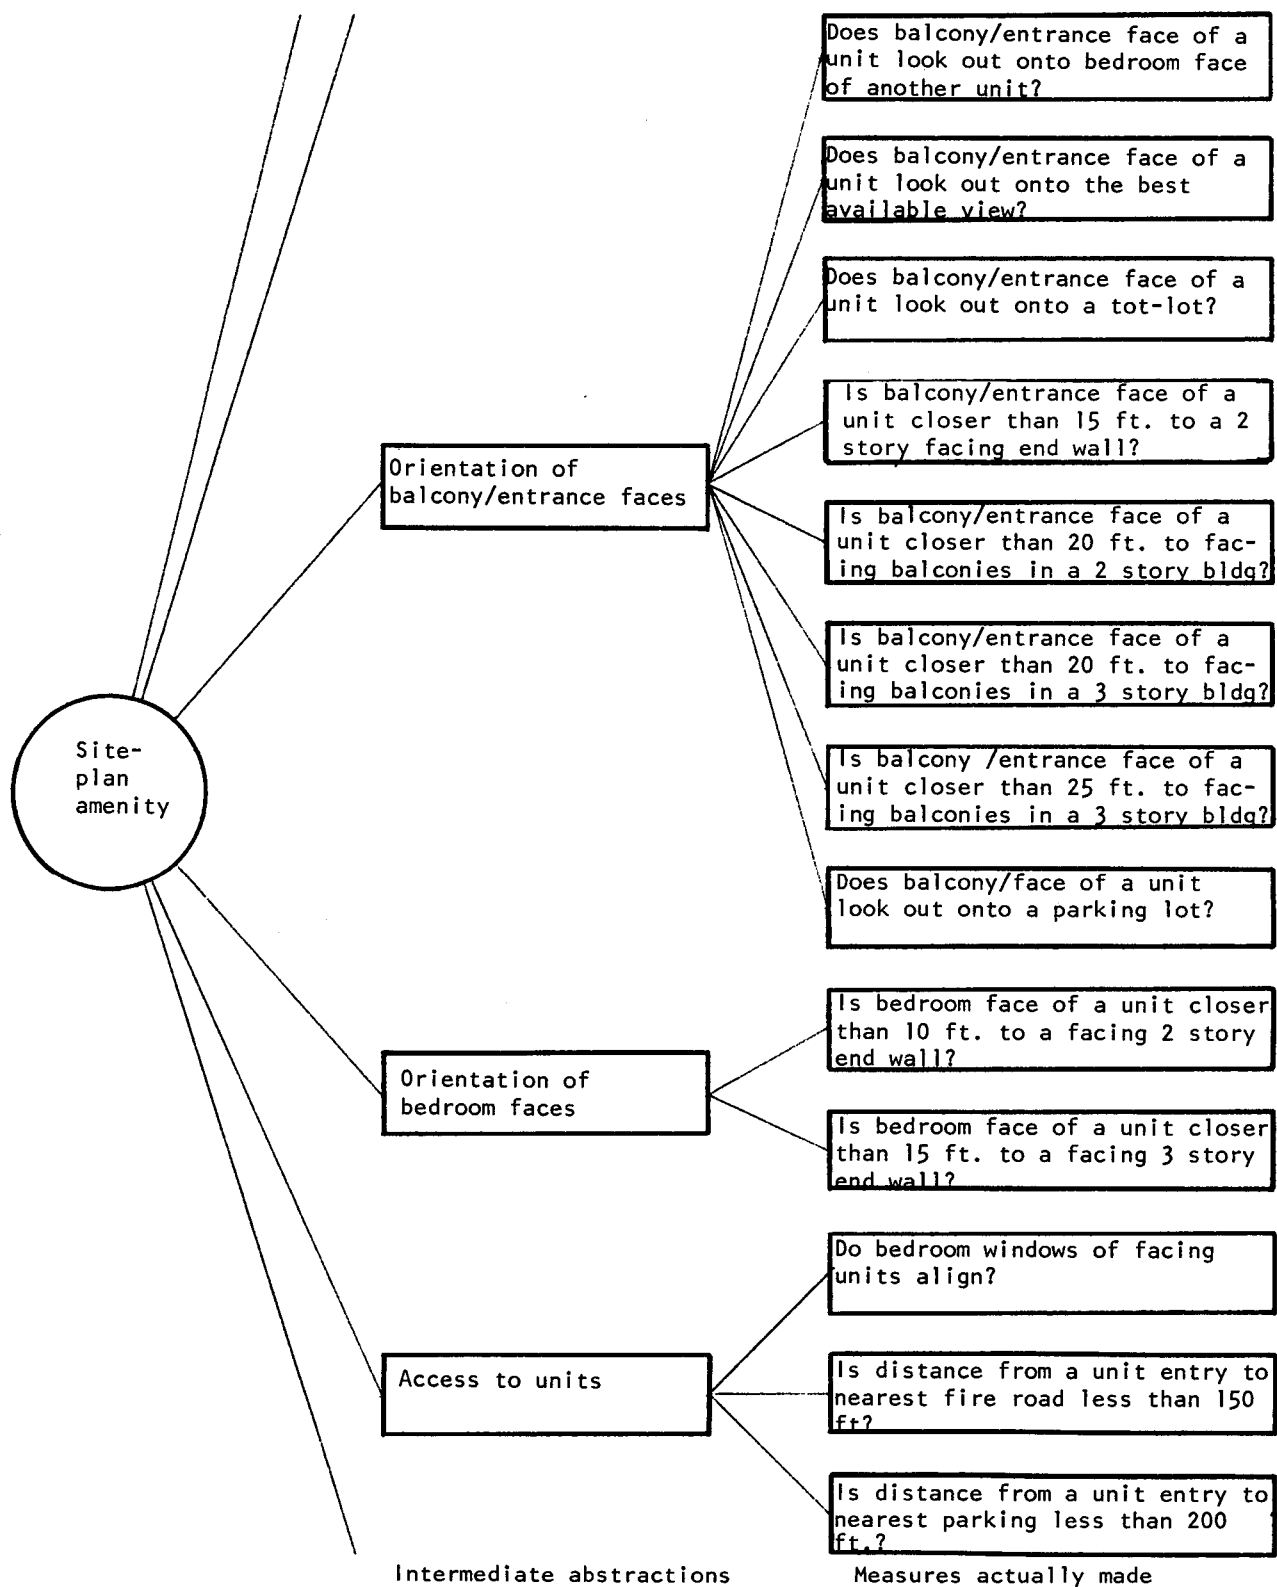 Does balcony/entrance face of a
unit look out onto bedroom face
of another unit?
Does balcony/entrance face of a
unit look out onto the best
available view?
Does balcony/entrance face of a
unit look out onto a tot-lot?
Is balcony/entrance face of a
unit closer than 15 ft. to a 2
story facing end wall?
Orientation of
balcony/entrance faces
Is balcony/entrance face of a
unit closer than 20 ft. to fac-
ing balconies in a 2 story bldg?
Is balcony/entrance face of a
unit closer than 20 ft. to fac-
ing balconies in a 3 story bldg?
Site-
plan
amenity
Is balcony /entrance face of a
unit closer than 25 ft. to fac-
ing balconies in a 3 story bldg?
Does balcony/face of a unit
look out onto a parking lot?
Is bedroom face of a unit closer
than 10 ft. to a facing 2 story
end wall?
Orientation of
bedroom faces
Is bedroom face of a unit closer
than 15 ft. to a facing 3 story
end wall?
Do bedroom windows of facing
units align?
Access to units
Is distance from a unit entry to
nearest fire road less than 150
ft?
Is distance from a unit entry to
nearest parking less than 200
ft.?
Intermediate abstractions
Measures actually made